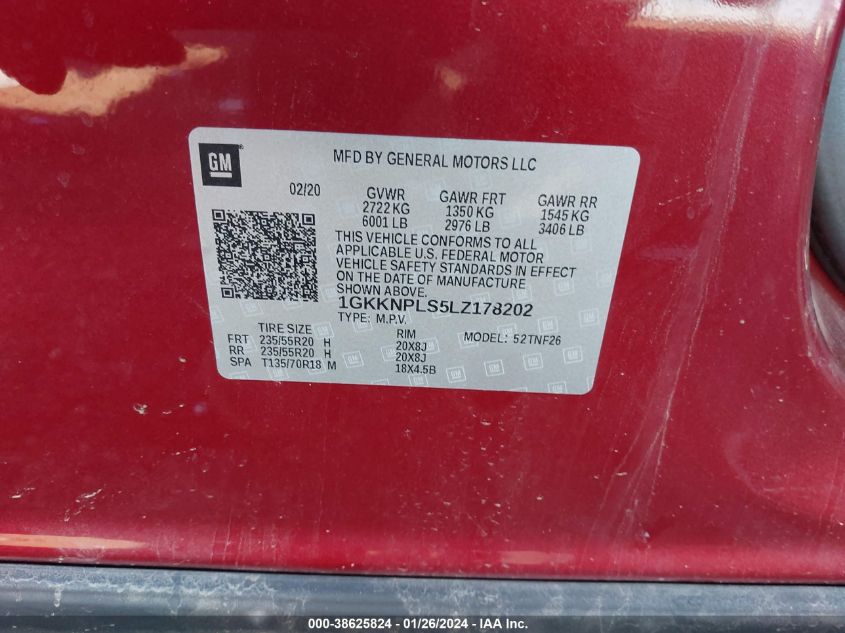 GM
MFD BY GENERAL MOTORS LLC
02/20 GVWR GAWR FRT GAWR RR
2722 KG 1350 KG 1545 KG
6001 LB 2976 LB 3406 LB
THIS VEHICLE CONFORMS TO ALL
APPLICABLE U.S. FEDERAL MOTOR
VEHICLE SAFETY STANDARDS IN EFFECT
ON THE DATE OF MANUFACTURE
SHOWN ABOVE.
1GKKNPLS5LZ178202
TYPE: M.P.V.
TIRE SIZE RIM MODEL: 52TNF26
FRT 235/55R20 H 20X8J
RR 235/55R20 H 20X8J
SPA T135/70R18 M 18X4.5B
000-38625824 | 01/26/2024 | © IAA Inc.